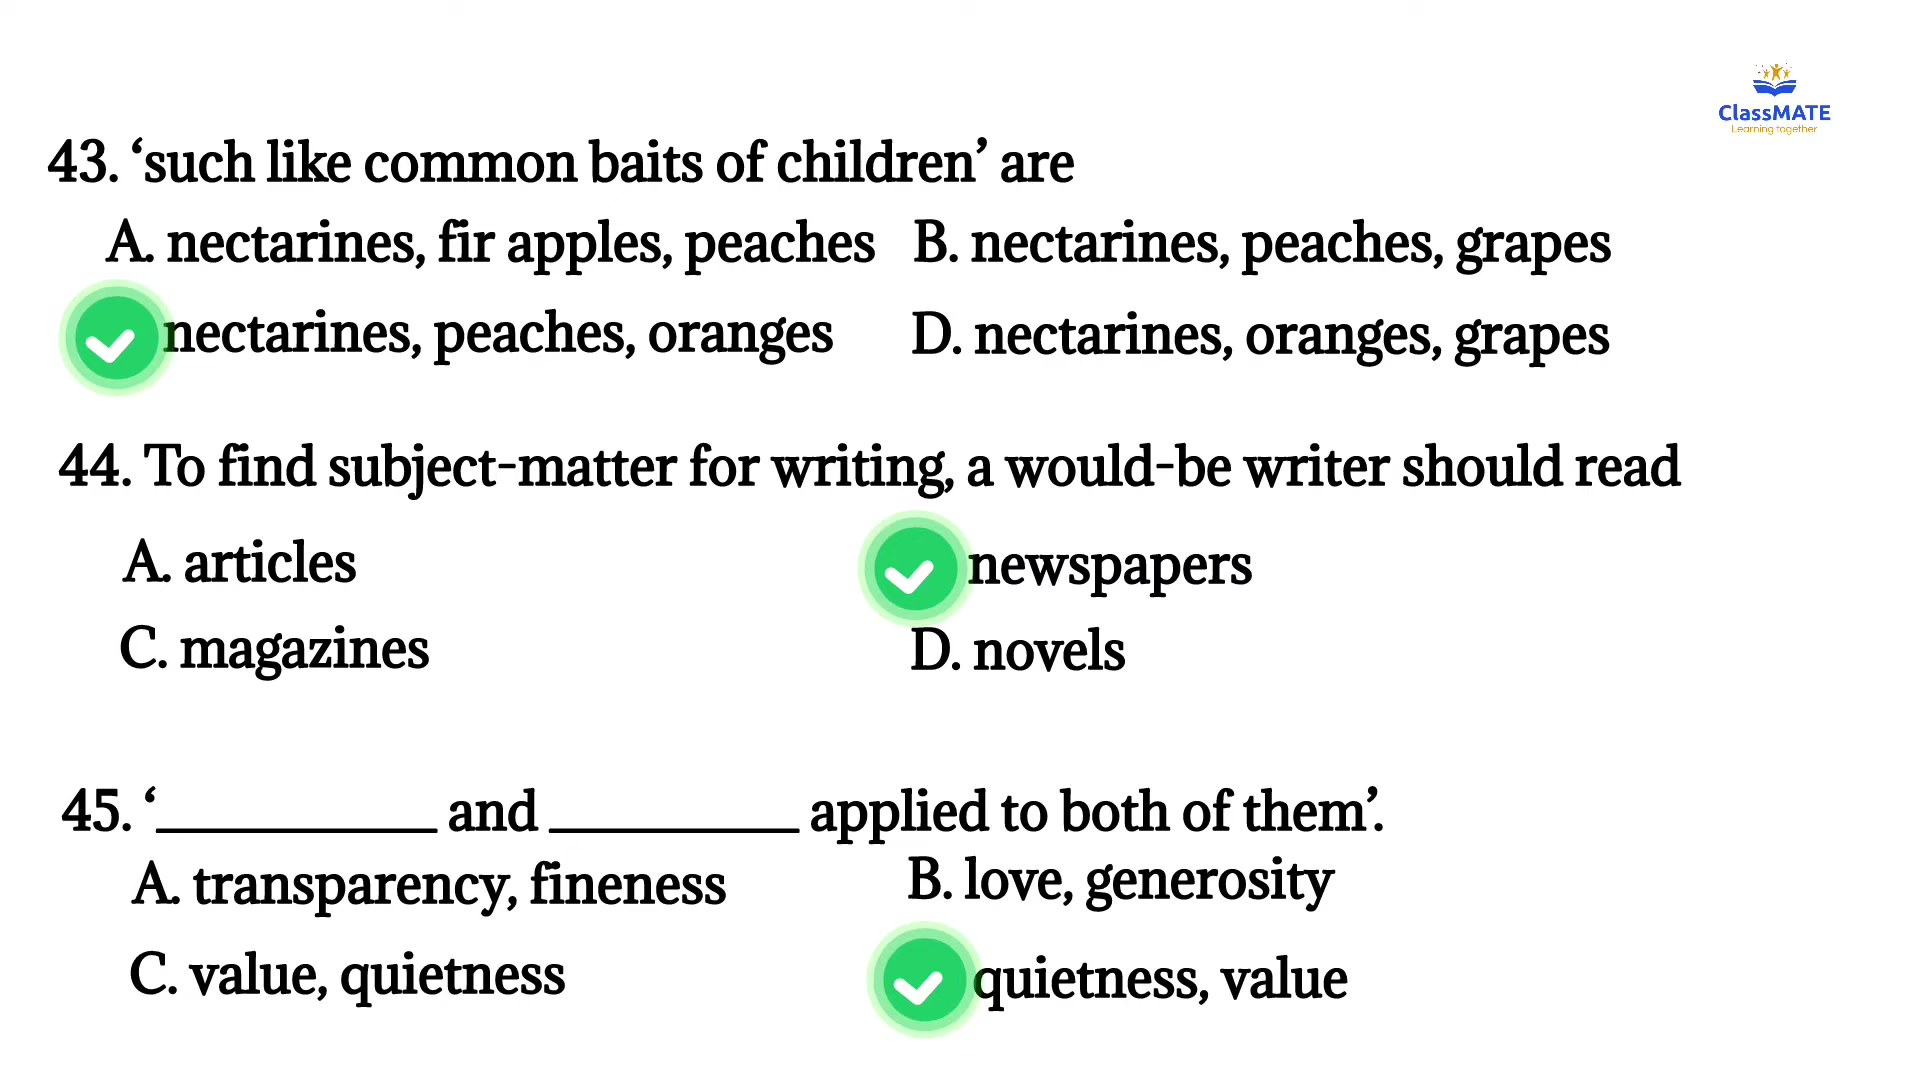 ClassMATE
Learning together
43. ‘such like common baits of children’ are
A. nectarines, fir apples, peaches B. nectarines, peaches, grapes
nectarines, peaches, oranges D. nectarines, oranges, grapes
44. To find subject-matter for writing, a would-be writer should read
A. articles newspapers
C. magazines D. novels
45. ‘__________ and _________ applied to both of them’.
A. transparency, fineness B. love, generosity
C. value, quietness quietness, value